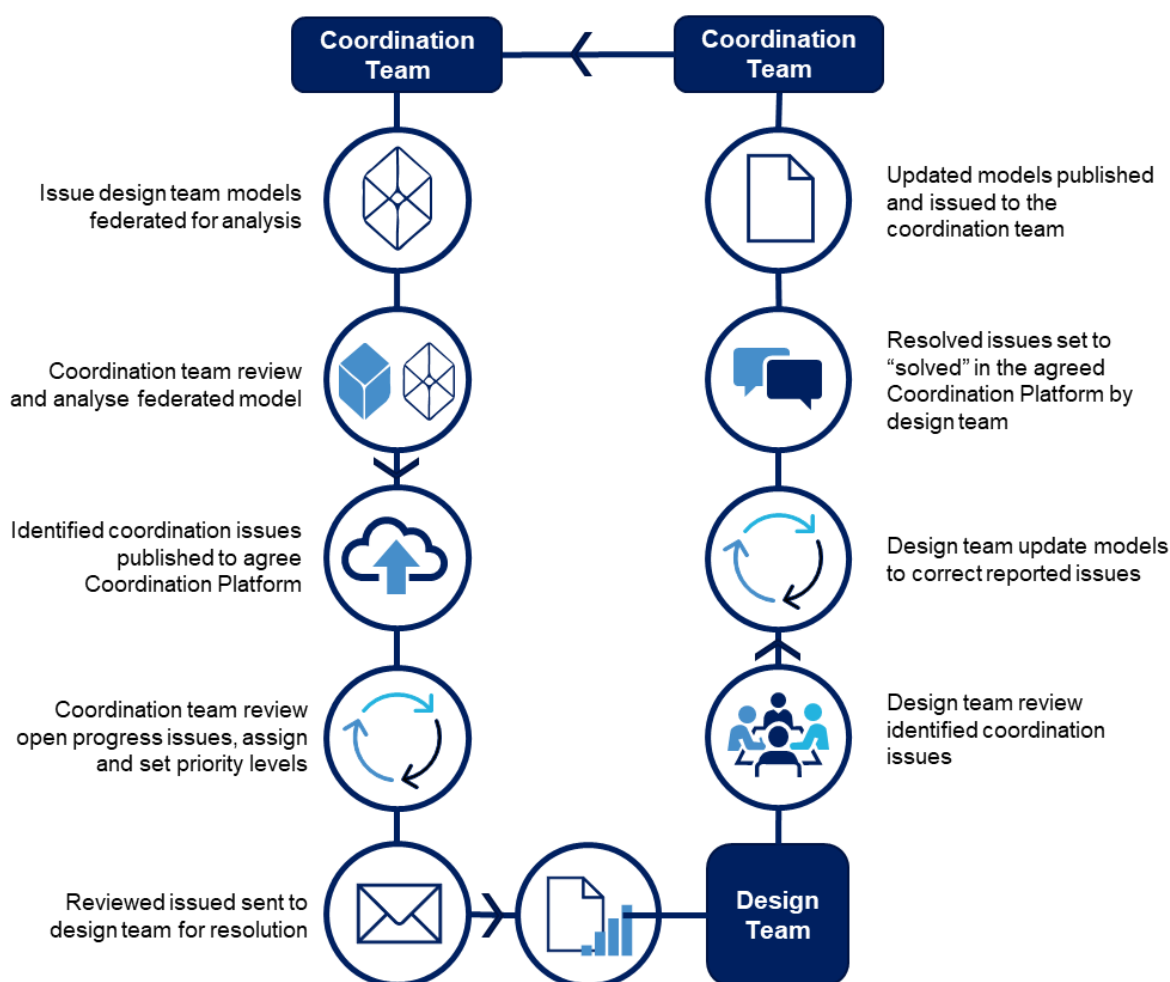 Coordination
Team
Coordination
Team
Issue design team models
federated for analysis
Updated models published
and issued to the
coordination team
Coordination team review
and analyse federated model
Resolved issues set to
“solved” in the agreed
Coordination Platform by
design team
Identified coordination issues
published to agree
Coordination Platform
Design team update models
to correct reported issues
Coordination team review
open progress issues, assign
and set priority levels
Design team review
identified coordination
issues
Reviewed issued sent to
design team for resolution
Design
Team